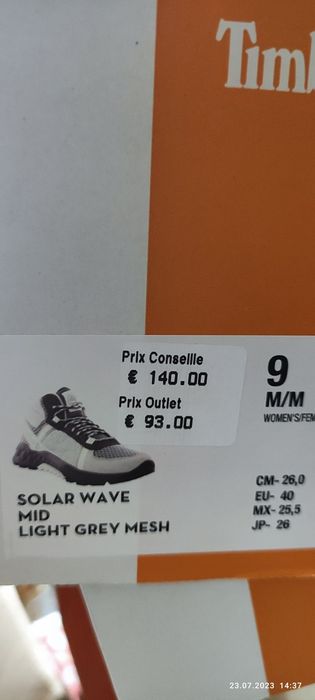 Tim
Prix Conseille
€ 140.00
Prix Outlet
€ 93.00
9
M/M
WOMEN'S/FEM
SOLAR WAVE
MID
LIGHT GREY MESH
CM- 26,0
EU- 40
MX- 25,5
JP- 26
23.07.2023 14:37